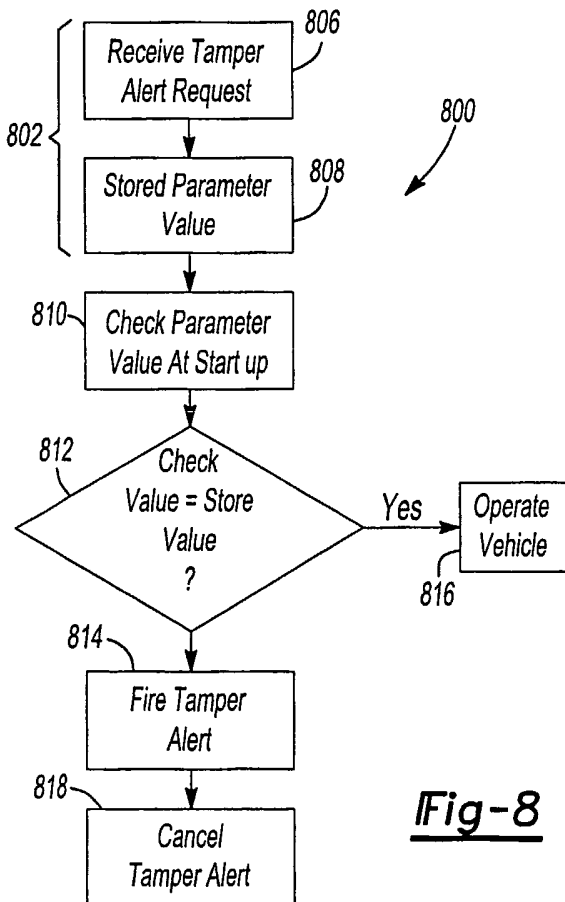 806
Receive Tamper
Alert Request
802
800
Stored Parameter
Value
808
810
Check Parameter
Value At Start up
812
Check
Value = Store
Value
?
Yes
Operate
Vehicle
816
814
Fire Tamper
Alert
818
Cancel
Tamper Alert
Fig-8